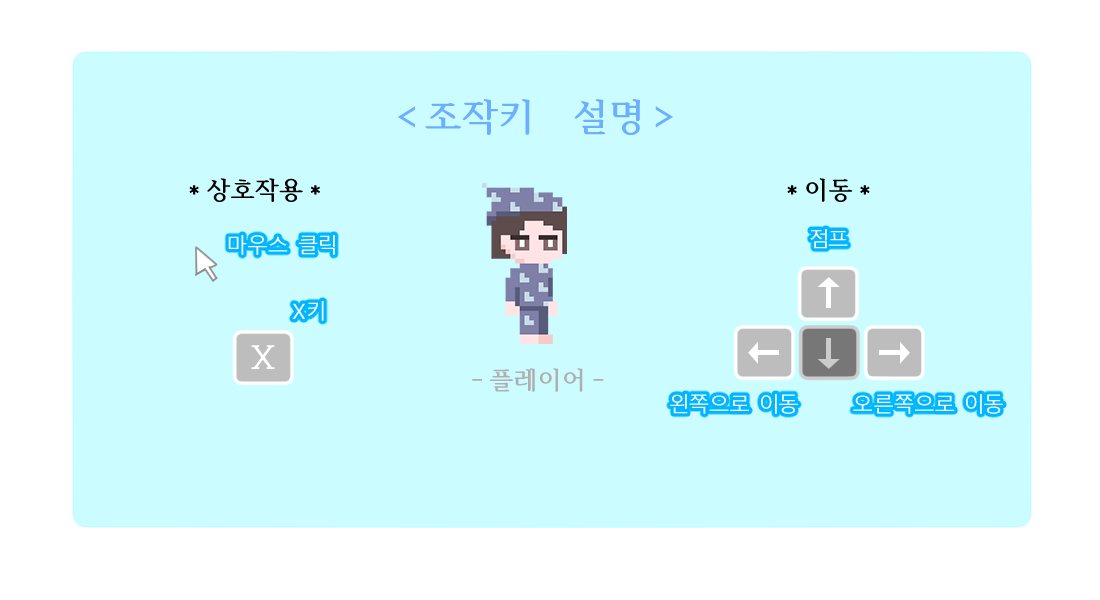 < 조작키 설명 >
* 상호작용 *
마우스 클릭
X키
X
- 플레이어 -
* 이동 *
점프
↑
← ↓ →
왼쪽으로 이동
오른쪽으로 이동